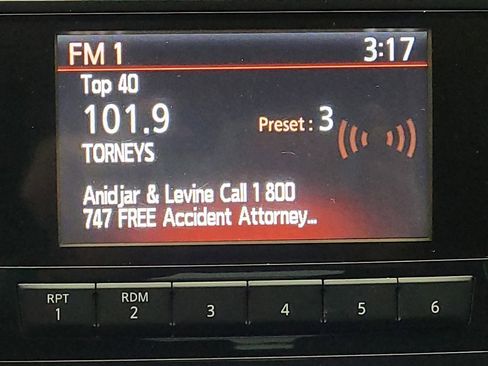 FM 1 3:17
Top 40
101.9 Preset : 3
TORNEYS
Anidjar & Levine Call 1 800
747 FREE Accident Attorney...
RPT RDM
1 2 3 4 5 6